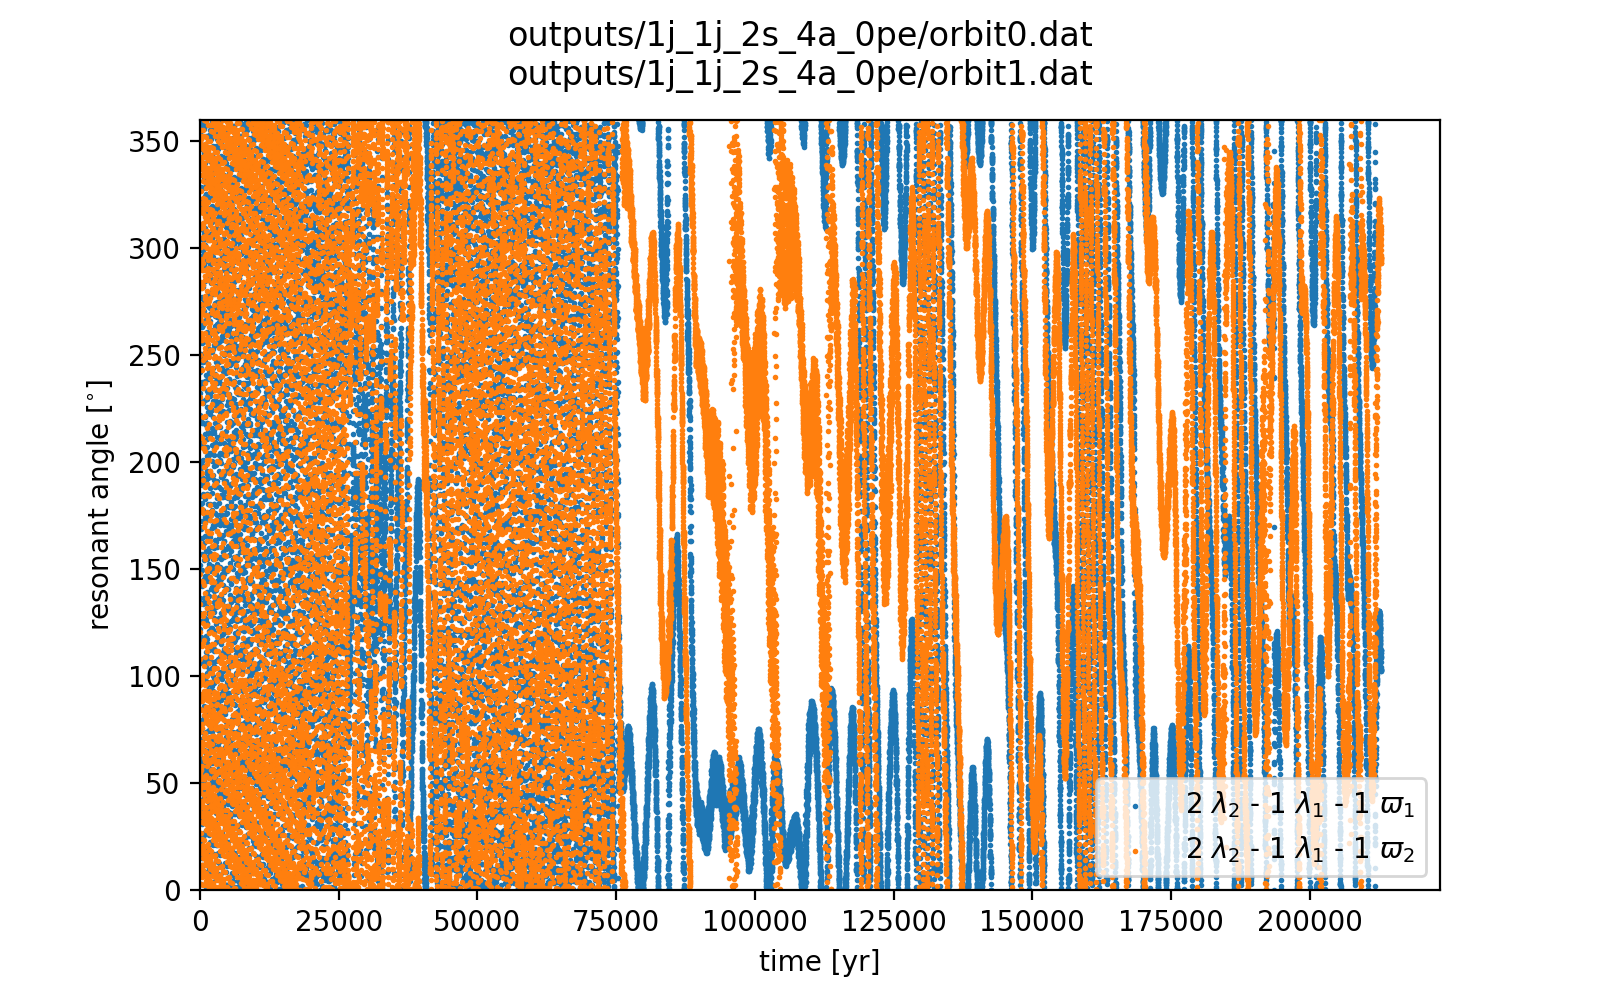 outputs/1j_1j_2s_4a_0pe/orbit0.dat
outputs/1j_1j_2s_4a_0pe/orbit1.dat
350
300
250
200
150
100
50
0
resonant angle [°]
2 λ₂ - 1 λ₁ - 1 ϖ₁
2 λ₂ - 1 λ₁ - 1 ϖ₂
0 25000 50000 75000 100000 125000 150000 175000 200000
time [yr]